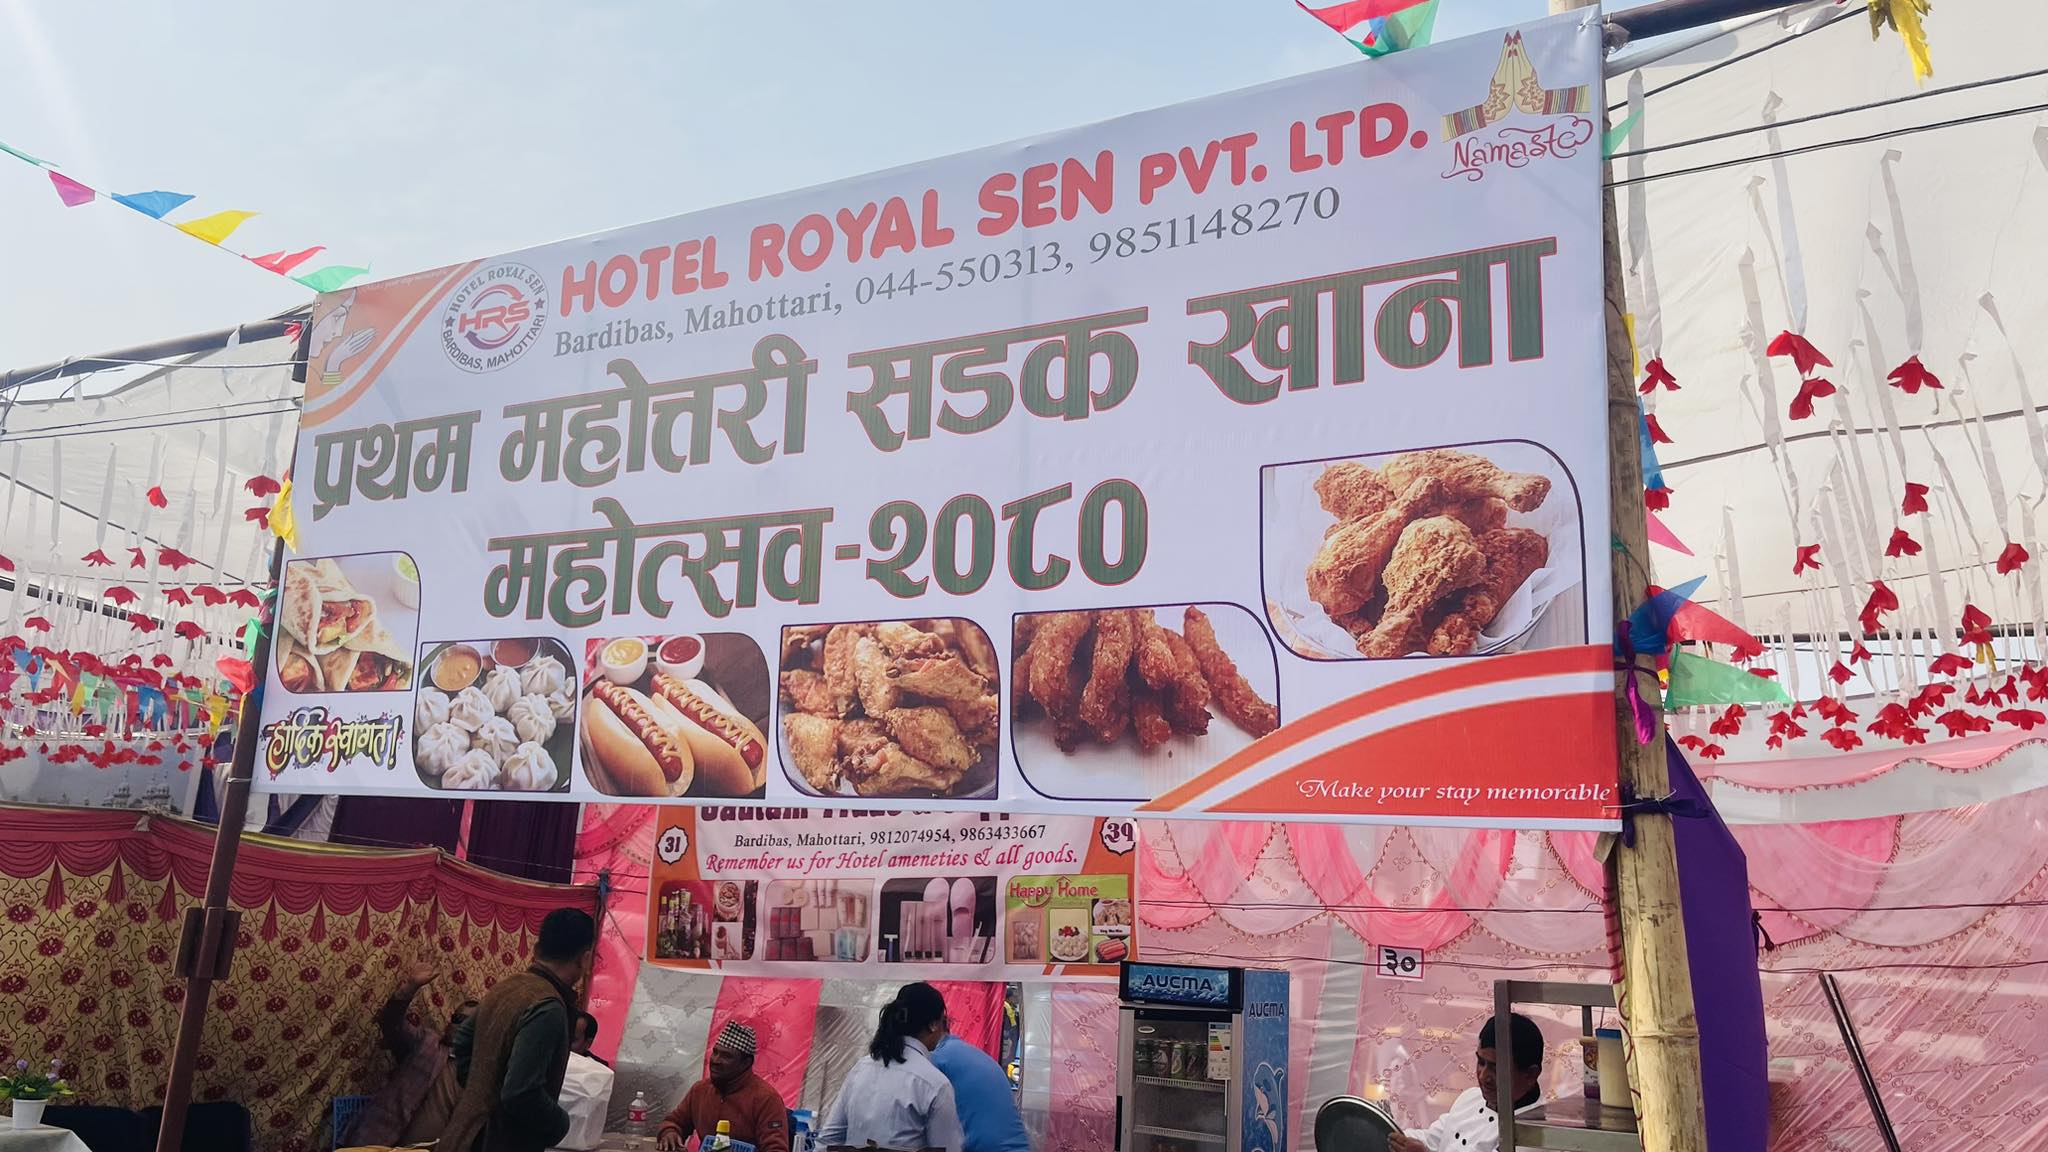 Namaste
HOTEL ROYAL SEN PVT. LTD.
Bardibas, Mahottari, 044-550313, 9851148270
HOTEL ROYAL SEN
HRS
BARDIBAS, MAHOTTARI
प्रथम महोत्तरी सडक खाना
महोत्सव-२०८०
हार्दिक स्वागत!
'Make your stay memorable'
31
39
Bardibas, Mahottari, 9812074954, 9863433667
Remember us for Hotel ameneties & all goods.
Happy Home
३०
AUCMA
AUCMA